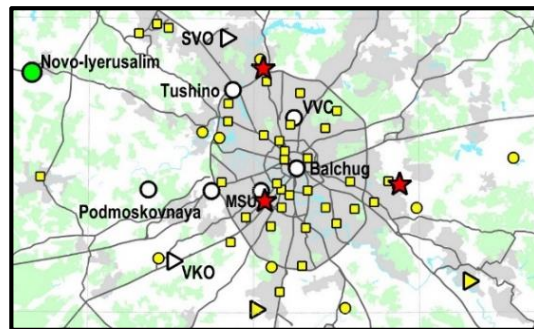 SVO
Novo-Iyerusalim
Tushino
VVC
Balchug
MSU
Podmoskovnaya
VKO